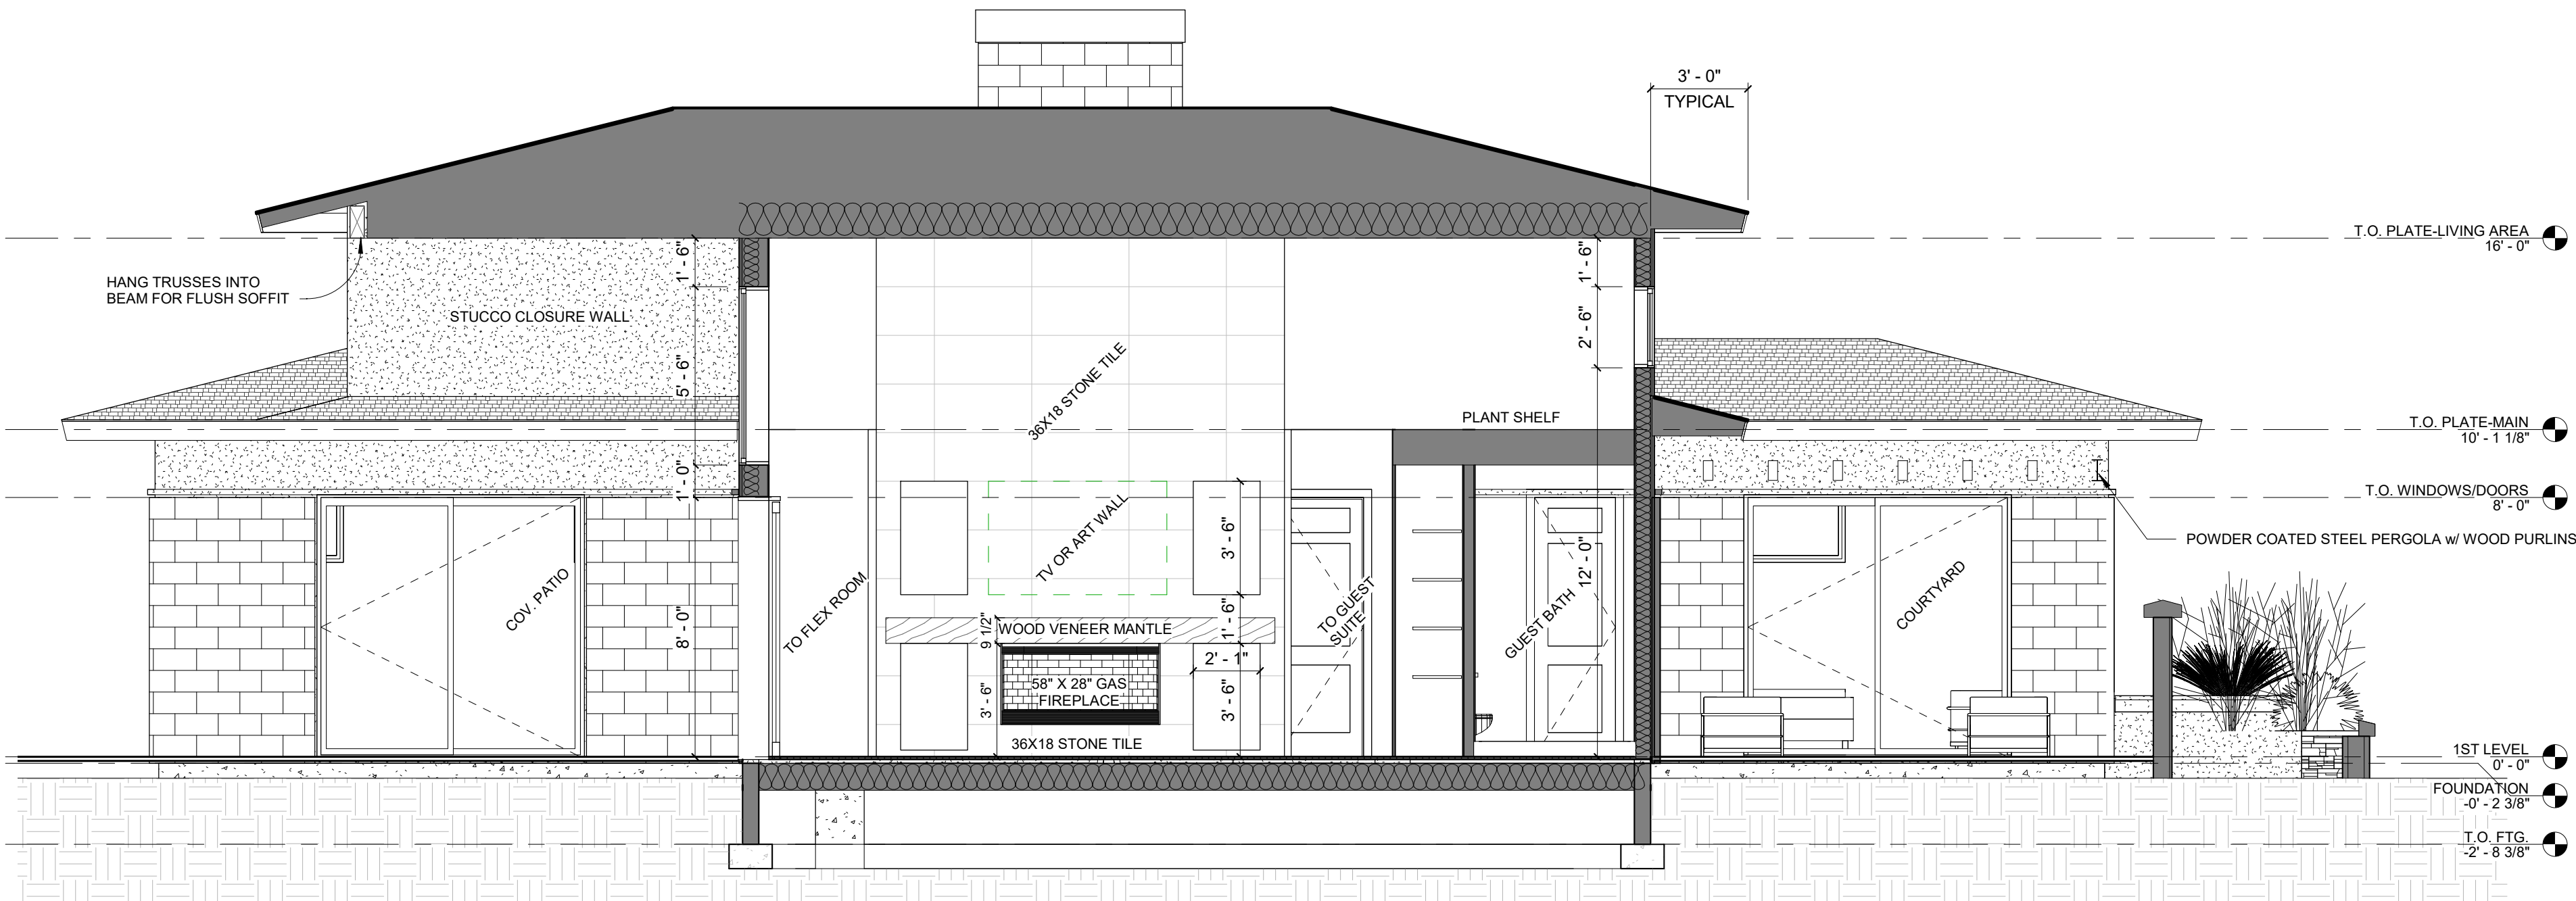 3' - 0"
TYPICAL
T.O. PLATE-LIVING AREA
16' - 0"
HANG TRUSSES INTO
BEAM FOR FLUSH SOFFIT
STUCCO CLOSURE WALL
1' - 6"
5' - 6"
1' - 0"
8' - 0"
1' - 6"
2' - 6"
12' - 0"
36X18 STONE TILE
PLANT SHELF
T.O. PLATE-MAIN
10' - 1 1/8"
T.O. WINDOWS/DOORS
8' - 0"
POWDER COATED STEEL PERGOLA w/ WOOD PURLINS
COV. PATIO
TO FLEX ROOM
TV OR ART WALL
3' - 6"
1' - 6"
3' - 6"
2' - 1"
9 1/2"
3' - 6"
WOOD VENEER MANTLE
58" X 28" GAS
FIREPLACE
36X18 STONE TILE
TO GUEST
SUITE
GUEST BATH
COURTYARD
1ST LEVEL
0' - 0"
FOUNDATION
-0' - 2 3/8"
T.O. FTG.
-2' - 8 3/8"